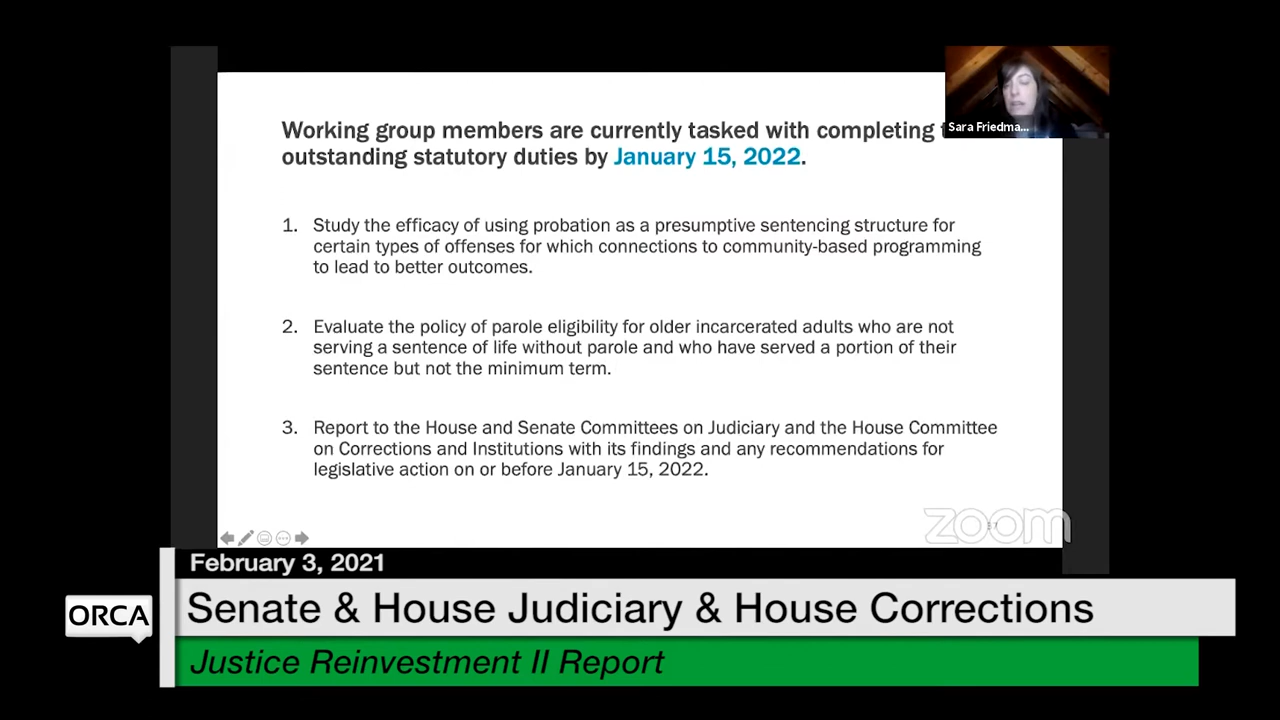 Working group members are currently tasked with completing
outstanding statutory duties by January 15, 2022.
Sara Friedma...
1. Study the efficacy of using probation as a presumptive sentencing structure for
certain types of offenses for which connections to community-based programming
to lead to better outcomes.
2. Evaluate the policy of parole eligibility for older incarcerated adults who are not
serving a sentence of life without parole and who have served a portion of their
sentence but not the minimum term.
3. Report to the House and Senate Committees on Judiciary and the House Committee
on Corrections and Institutions with its findings and any recommendations for
legislative action on or before January 15, 2022.
zoom
February 3, 2021
ORCA
Senate & House Judiciary & House Corrections
Justice Reinvestment II Report